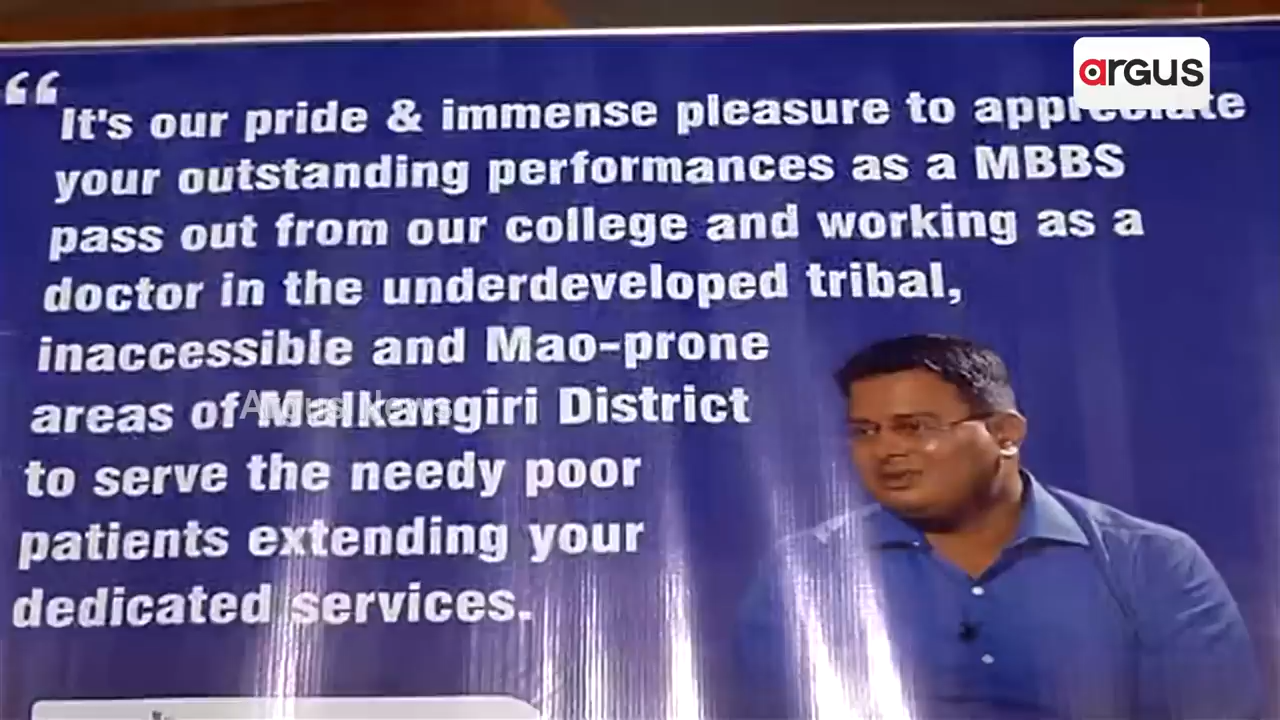 argus
“It's our pride & immense pleasure to appreciate
your outstanding performances as a MBBS
pass out from our college and working as a
doctor in the underdeveloped tribal,
inaccessible and Mao-prone
areas of Malkangiri District
to serve the needy poor
patients extending your
dedicated services.
Argus News